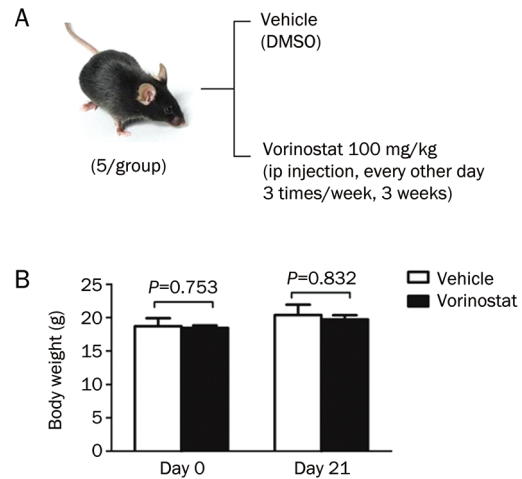 A
Vehicle
(DMSO)
(5/group)
Vorinostat 100 mg/kg
(ip injection, every other day
3 times/week, 3 weeks)
B
Body weight (g)
25
20
15
10
5
0
P=0.753
P=0.832
Vehicle
Vorinostat
Day 0
Day 21